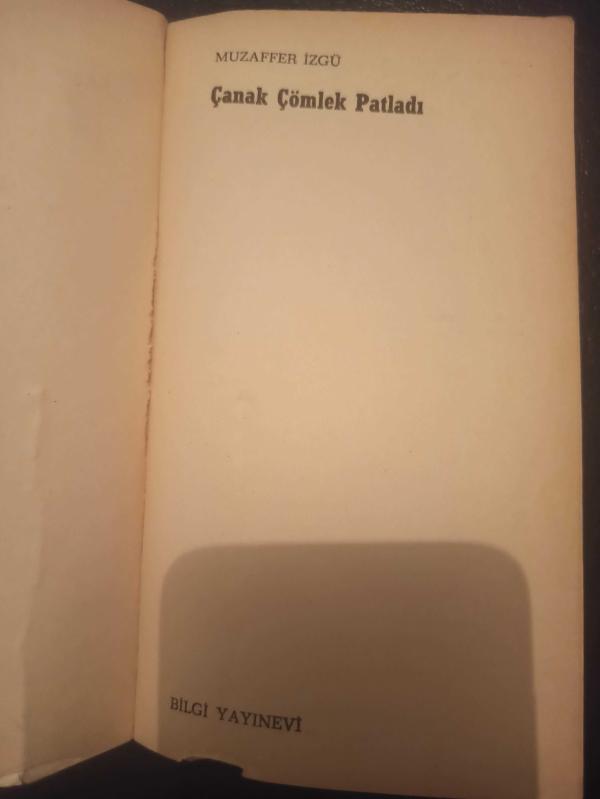 MUZAFFER İZGÜ
Çanak Çömlek Patladı
BİLGİ YAYINEVİ